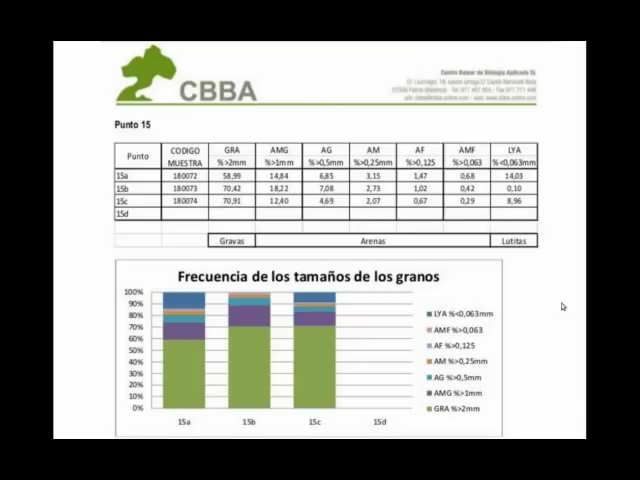 CBBA
Centro Balear de Biología Aplicada SL
Punto 15
Punto CODIGO MUESTRA GRA %>2mm AMG %>1mm AG %>0,5mm AM %>0,25mm AF %>0,125 AMF %>0,063 LYA %<0,063mm
15a 180072 58,99 14,84 6,85 3,15 1,47 0,68 14,03
15b 180073 70,42 18,22 7,08 2,73 1,02 0,42 0,10
15c 180074 70,91 12,40 4,69 2,07 0,67 0,29 8,96
15d
Gravas Arenas Lutitas
Frecuencia de los tamaños de los granos
100%
90%
80%
70%
60%
50%
40%
30%
20%
10%
0%
15a 15b 15c 15d
LYA %<0,063mm
AMF %>0,063
AF %>0,125
AM %>0,25mm
AG %>0,5mm
AMG %>1mm
GRA %>2mm